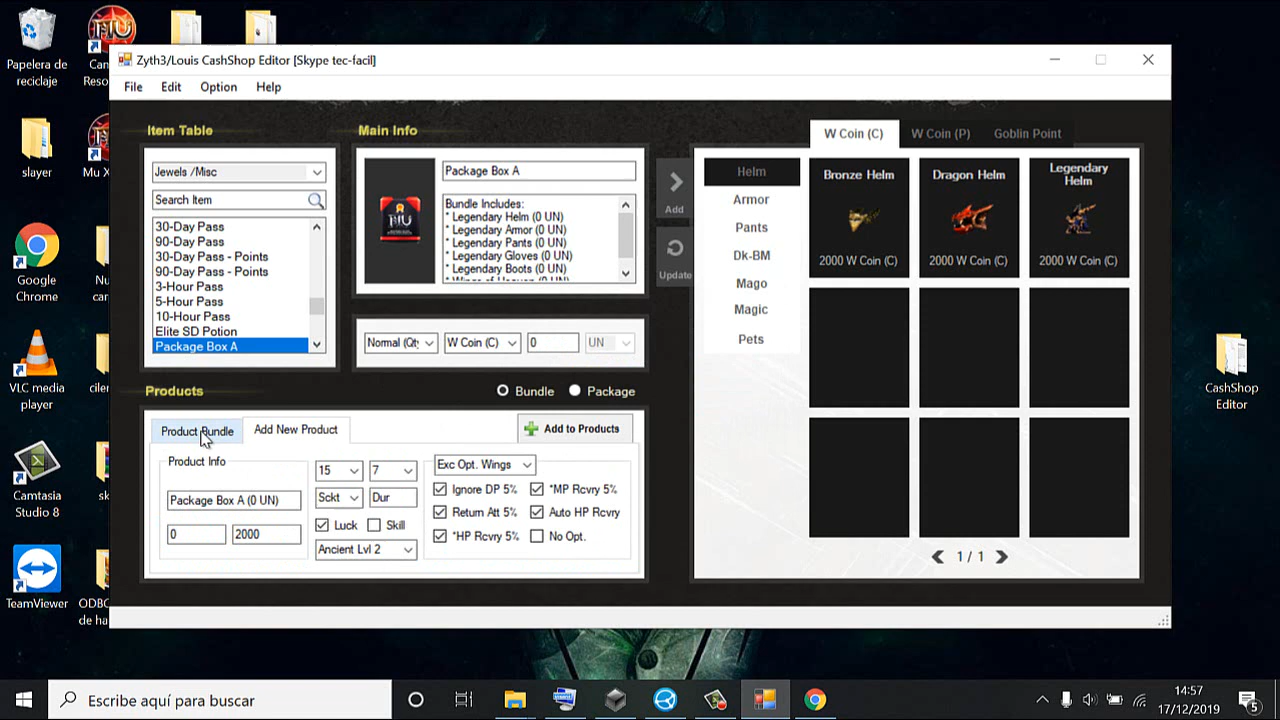 Papelera de
reciclaje
slayer
Google
Chrome
VLC media
player
Camtasia
Studio 8
TeamViewer
Zyth3/Louis CashShop Editor [Skype tec-facil]
File Edit Option Help
Item Table
Jewels /Misc
Search Item
30-Day Pass
90-Day Pass
30-Day Pass - Points
90-Day Pass - Points
3-Hour Pass
5-Hour Pass
10-Hour Pass
Elite SD Potion
Package Box A
Main Info
MU
Package Box A
Bundle Includes:
* Legendary Helm (0 UN)
* Legendary Armor (0 UN)
* Legendary Pants (0 UN)
* Legendary Gloves (0 UN)
* Legendary Boots (0 UN)
Normal (Qt W Coin (C) 0 UN
Add
Update
Products
Bundle Package
Product Bundle Add New Product Add to Products
Product Info
Package Box A (0 UN)
0 2000
15 7
Sckt Dur
Luck Skill
Ancient Lvl 2
Exc Opt. Wings
Ignore DP 5% *MP Rcvry 5%
Return Att 5% Auto HP Rcvry
*HP Rcvry 5% No Opt.
W Coin (C) W Coin (P) Goblin Point
Helm
Armor
Pants
Dk-BM
Mago
Magic
Pets
Bronze Helm
2000 W Coin (C)
Dragon Helm
2000 W Coin (C)
Legendary
Helm
2000 W Coin (C)
1 / 1
CashShop
Editor
Escribe aquí para buscar
14:57
17/12/2019
5